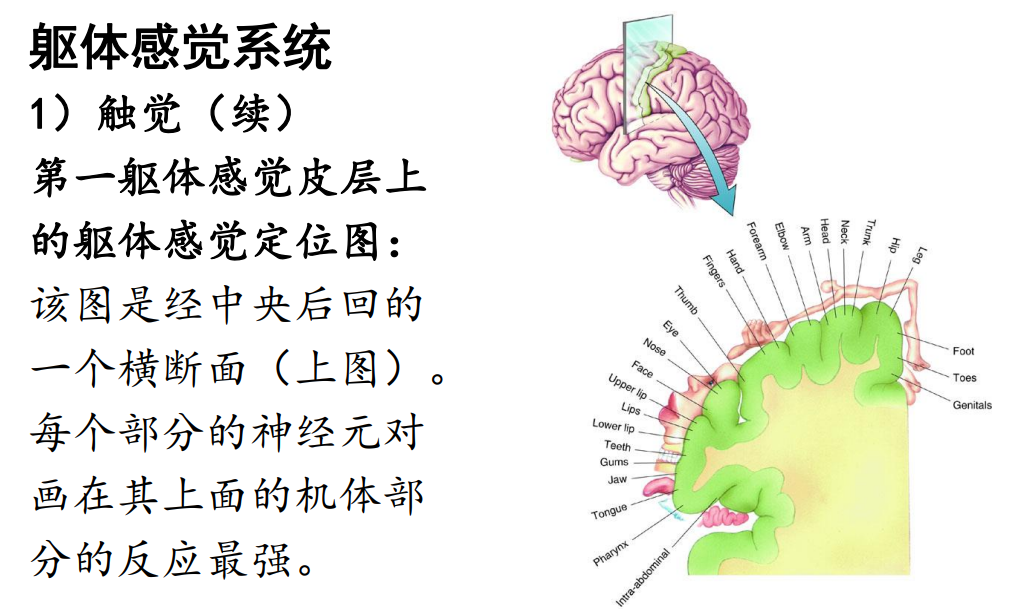 躯体感觉系统
1）触觉（续）
第一躯体感觉皮层上
的躯体感觉定位图：
该图是经中央后回的
一个横断面（上图）。
每个部分的神经元对
画在其上面的机体部
分的反应最强。
Leg
Hip
Trunk
Neck
Head
Arm
Elbow
Forearm
Hand
Fingers
Thumb
Eye
Nose
Face
Upper lip
Lips
Lower lip
Teeth
Gums
Jaw
Tongue
Pharynx
Intra-abdominal
Foot
Toes
Genitals